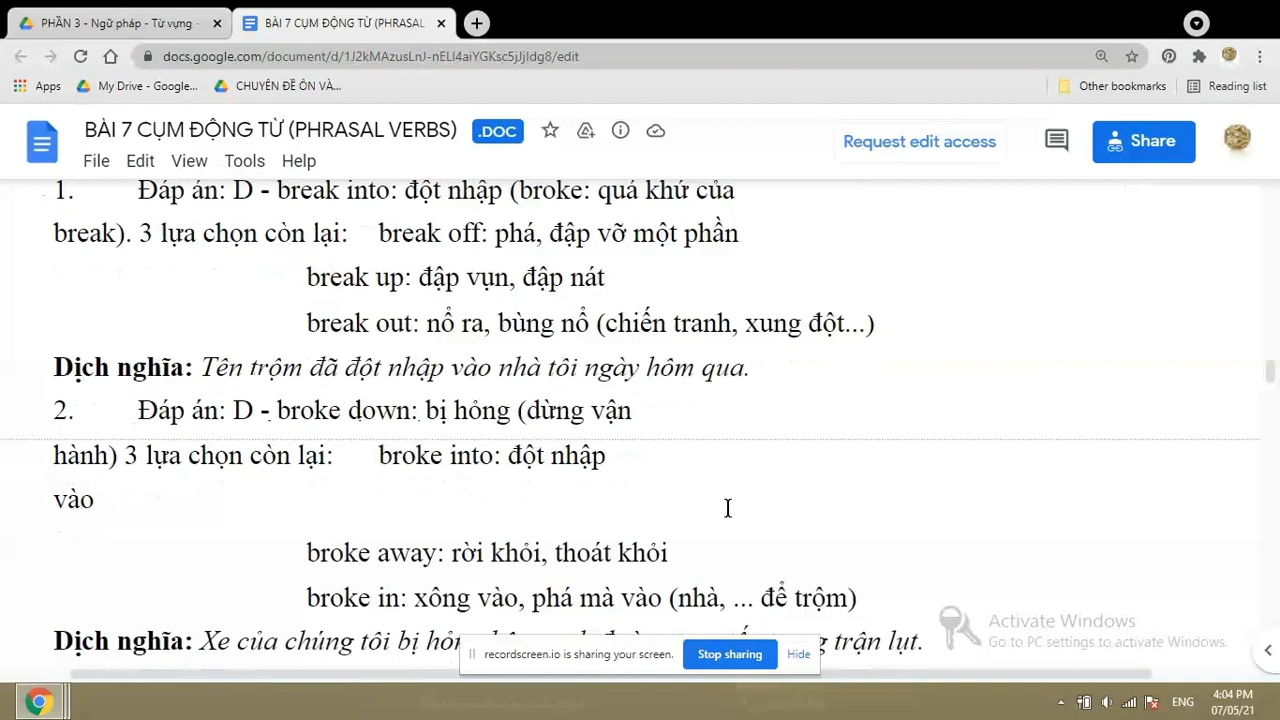 PHẦN 3 - Ngữ pháp - Từ vựng -
BÀI 7 CỤM ĐỘNG TỪ (PHRASAL
docs.google.com/document/d/1J2kMAzusLnJ-nELl4aiYGKsc5jJjIdg8/edit
Apps My Drive - Google... CHUYÊN ĐỀ ÔN VÀ... Other bookmarks Reading list
BÀI 7 CỤM ĐỘNG TỪ (PHRASAL VERBS) .DOC
Request edit access Share
File Edit View Tools Help
1. Đáp án: D - break into: đột nhập (broke: quá khứ của
break). 3 lựa chọn còn lại: break off: phá, đập vỡ một phần
break up: đập vụn, đập nát
break out: nổ ra, bùng nổ (chiến tranh, xung đột...)
Dịch nghĩa: Tên trộm đã đột nhập vào nhà tôi ngày hôm qua.
2. Đáp án: D - broke down: bị hỏng (dừng vận
hành) 3 lựa chọn còn lại: broke into: đột nhập
vào
broke away: rời khỏi, thoát khỏi
broke in: xông vào, phá mà vào (nhà, ... để trộm)
Dịch nghĩa: Xe của chúng tôi bị trận lụt.
Activate Windows
Go to PC settings to activate Windows.
recordscreen.io is sharing your screen. Stop sharing Hide
ENG
4:04 PM
07/05/21